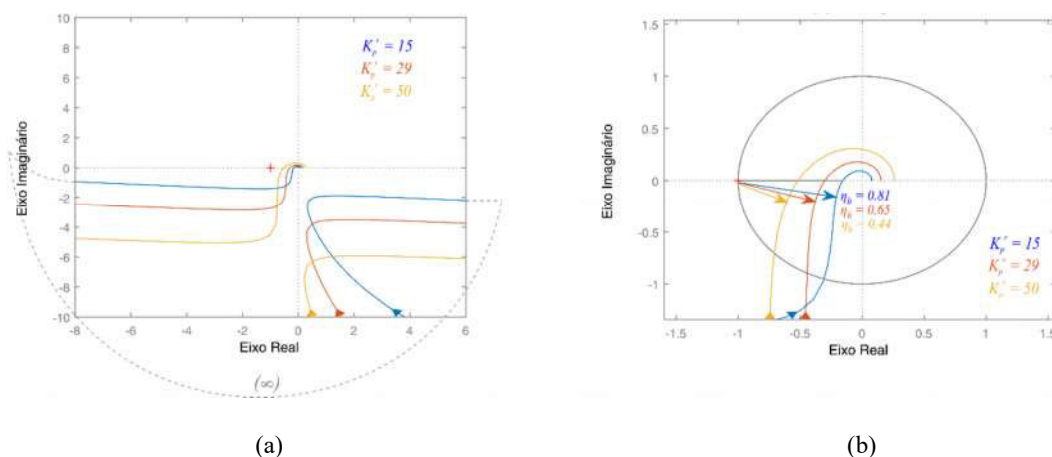 10
8
6
4
2
0
-2
-4
-6
-8
-10
-8
-6
-4
-2
0
2
4
6
Eixo Imaginário
Eixo Real
K_p' = 15
K_p' = 29
K_p' = 50
(∞)
(a)
1.5
1
0.5
0
-0.5
-1
-1.5
-1
-0.5
0
0.5
1
1.5
Eixo Imaginário
Eixo Real
η_h = 0.81
η_h = 0.65
η_h = 0.44
K_p' = 15
K_p' = 29
K_p' = 50
(b)